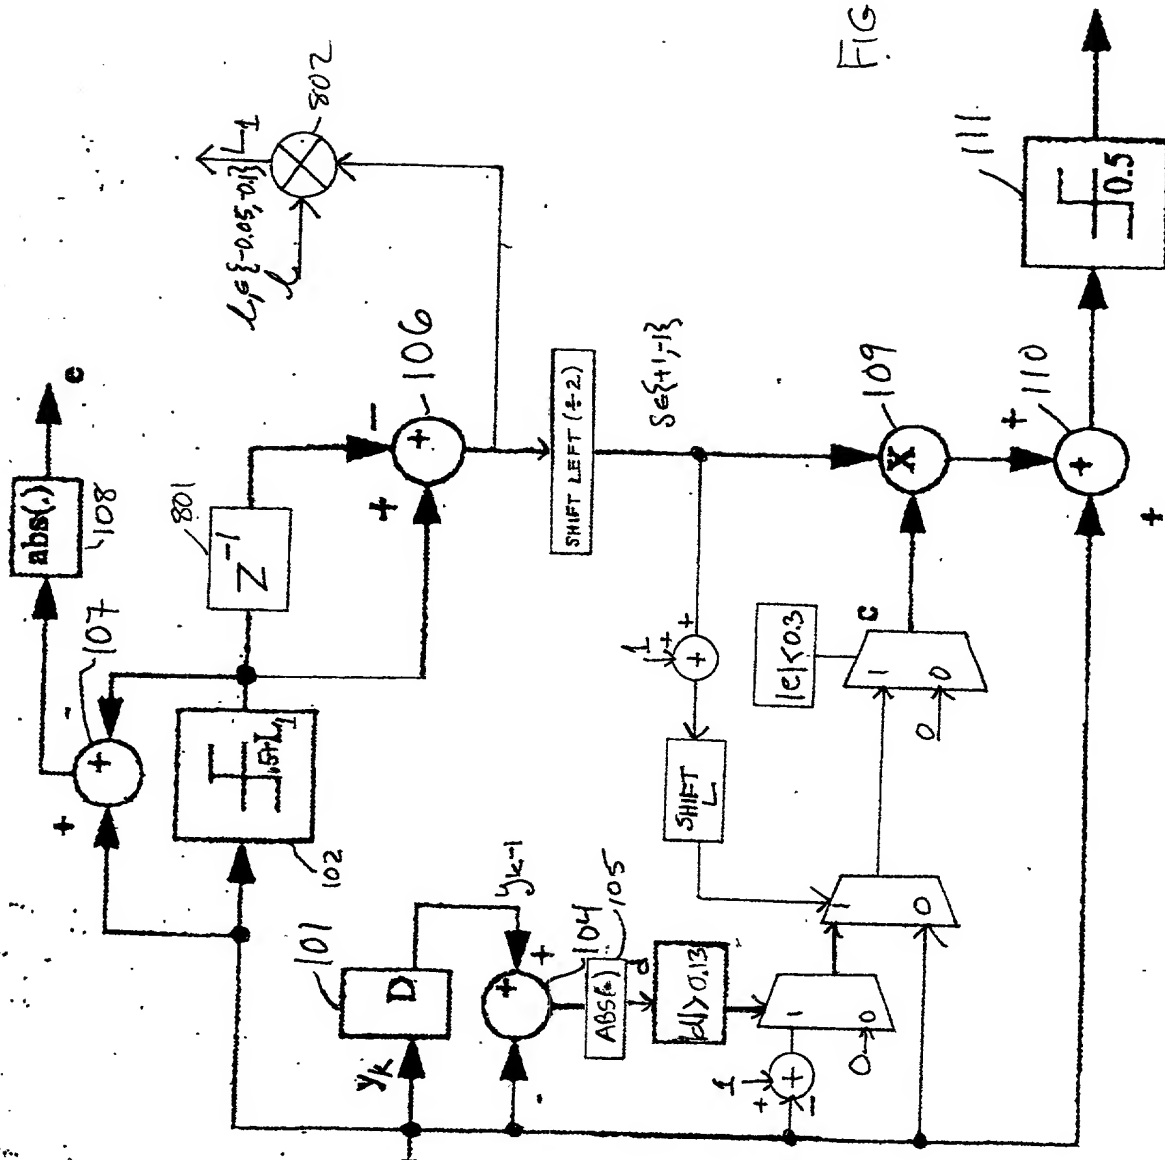 FIG
111
0.5
L1
802
l1 ∈{-0.05,-0.1}
l
e
abs(.)
108
801
Z^-1
107
-
+
+
-
+
+
106
SHIFT LEFT (÷2)
S∈{+1,-1}
.5+L1
102
101
D
yk
yk-1
+
+
-
104
105
ABS(.)
d
|d|>0.13
1
+
+
-
1
0
0
1
0
1
+
+
+
SHIFT
L
|e|<0.3
c
1
0
0
X
109
+
110
+
+